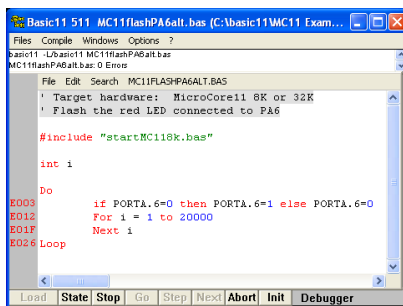 Basic11 511 MC11flashPA6alt.bas (C:\basic11\MC11 Exam...
Files Compile Windows Options ?
basic11 -L/basic11 MC11flashPA6alt.bas
MC11flashPA6alt.bas: 0 Errors
File Edit Search MC11FLASHPA6ALT.BAS
' Target hardware: MicroCore11 8K or 32K
' Flash the red LED connected to PA6
#include "startMC118k.bas"
int i
Do
E003 if PORTA.6=0 then PORTA.6=1 else PORTA.6=0
E012 For i = 1 to 20000
E01F Next i
E026 Loop
Load State Stop Go Step Next Abort Init Debugger